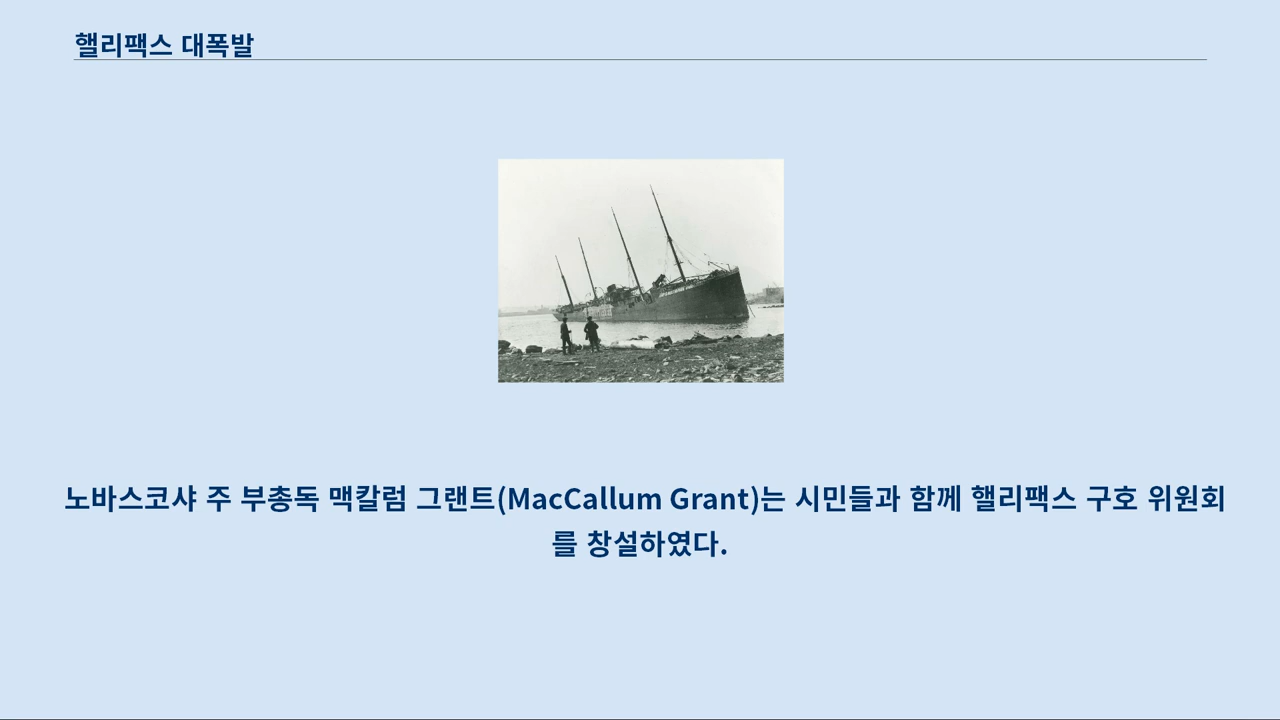 핼리팩스 대폭발
노바스코샤 주 부총독 맥칼럼 그랜트(MacCallum Grant)는 시민들과 함께 핼리팩스 구호 위원회
를 창설하였다.